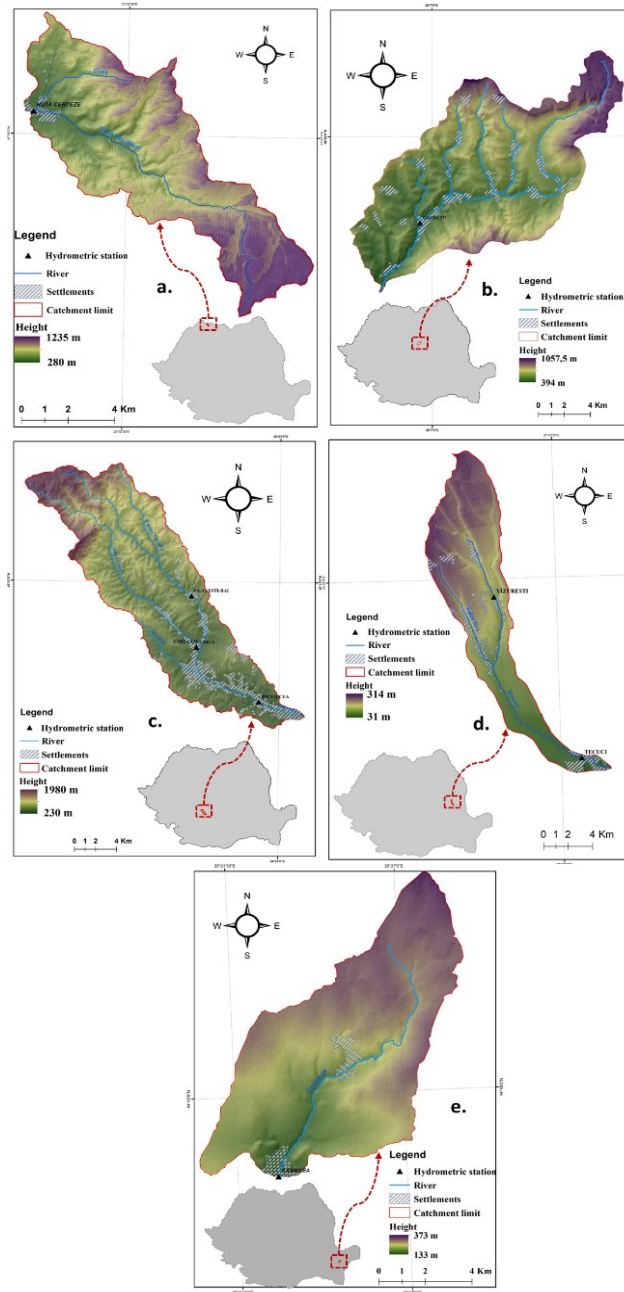 N
W
E
S
HUTA CERTEZE
Legend
Hydrometric station
River
Settlements
Catchment limit
Height
1235 m
280 m
a.
0 1 2 4 Km
N
W
E
S
Legend
Hydrometric station
River
Settlements
Catchment limit
Height
1057,5 m
394 m
b.
0 1 2 4 Km
N
W
E
S
Legend
Hydrometric station
River
Settlements
Catchment limit
Height
1980 m
230 m
c.
0 1 2 4 Km
N
W
E
S
VIZURESTI
Legend
Hydrometric station
River
Settlements
Catchment limit
Height
314 m
31 m
d.
TECUCI
0 1 2 4 Km
N
W
E
S
e.
Legend
Hydrometric station
River
Settlements
Catchment limit
Height
373 m
133 m
0 1 2 4 Km